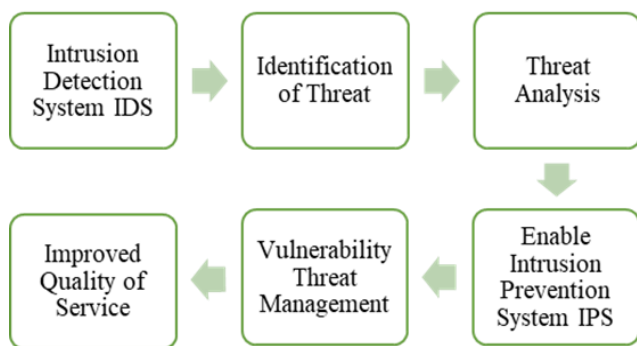 Intrusion
Detection
System IDS
Identification
of Threat
Threat
Analysis
Enable
Intrusion
Prevention
System IPS
Vulnerability
Threat
Management
Improved
Quality of
Service